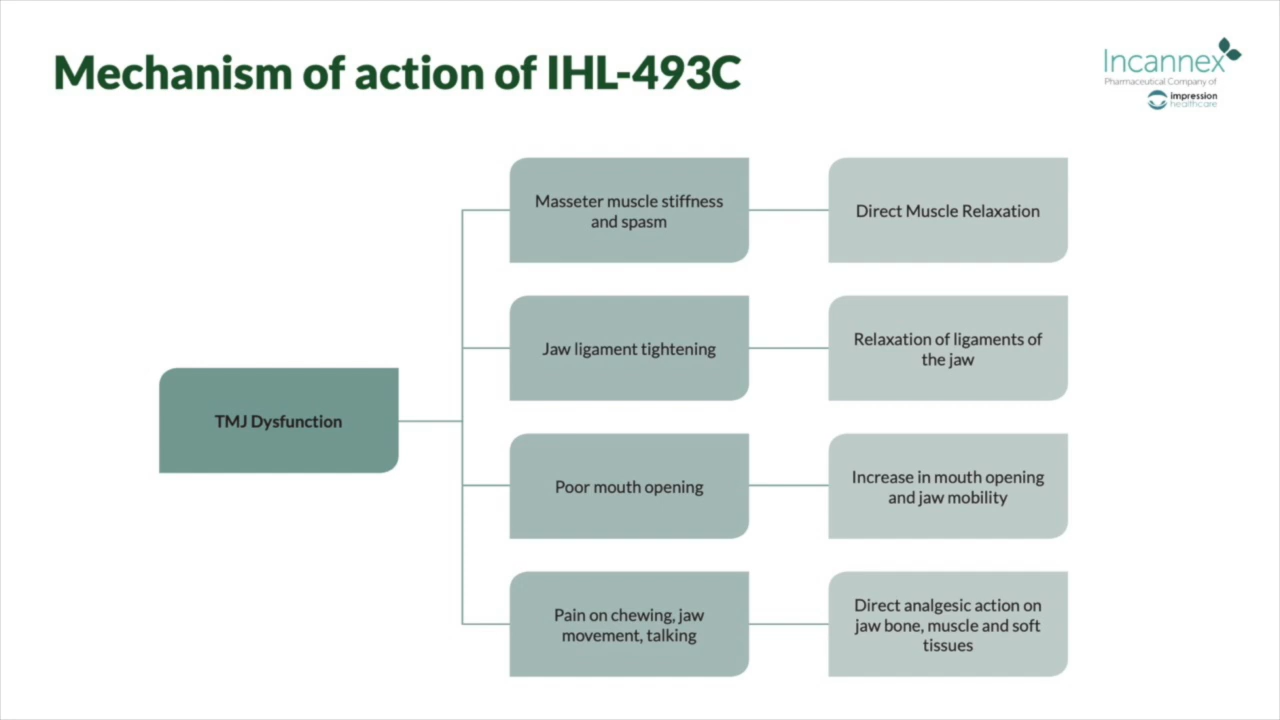 Mechanism of action of IHL-493C
Incannex
Pharmaceutical Company of
impression
healthcare
TMJ Dysfunction
Masseter muscle stiffness
and spasm
Direct Muscle Relaxation
Jaw ligament tightening
Relaxation of ligaments of
the jaw
Poor mouth opening
Increase in mouth opening
and jaw mobility
Pain on chewing, jaw
movement, talking
Direct analgesic action on
jaw bone, muscle and soft
tissues